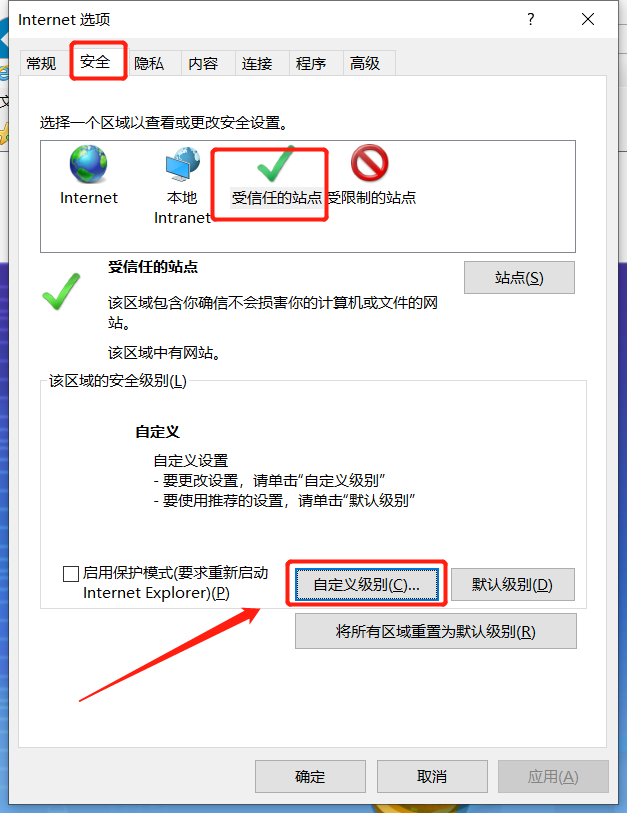 Internet 选项
?
常规 安全 隐私 内容 连接 程序 高级
选择一个区域以查看或更改安全设置。
Internet
本地
Intranet
受信任的站点
受限制的站点
受信任的站点
站点(S)
该区域包含你确信不会损害你的计算机或文件的网
站。
该区域中有网站。
该区域的安全级别(L)
自定义
自定义设置
- 要更改设置，请单击“自定义级别”
- 要使用推荐的设置，请单击“默认级别”
启用保护模式(要求重新启动
Internet Explorer)(P)
自定义级别(C)...
默认级别(D)
将所有区域重置为默认级别(R)
确定
取消
应用(A)